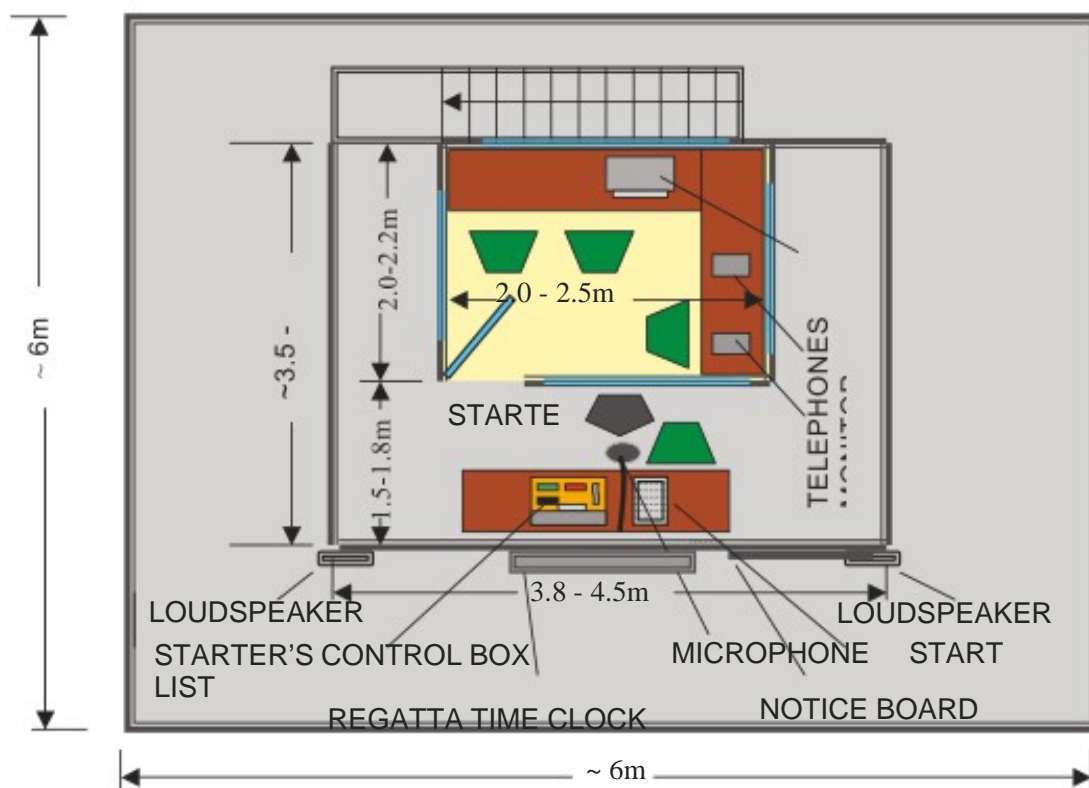 ~ 6m
~3.5 -
2.0-2.2m
2.0 - 2.5m
1.5-1.8m
STARTE
TELEPHONES
3.8 - 4.5m
LOUDSPEAKER
LOUDSPEAKER
STARTER'S CONTROL BOX
MICROPHONE
START
LIST
REGATTA TIME CLOCK
NOTICE BOARD
~ 6m